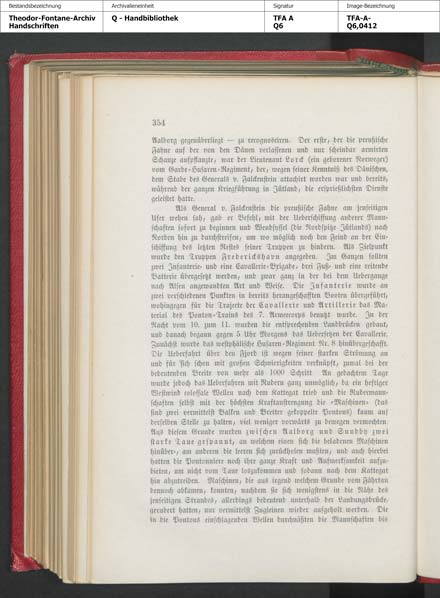 Bestandsbezeichnung
Archivalieneinheit
Signatur
Image-Bezeichnung
Theodor-Fontane-Archiv
Handschriften
Q - Handbibliothek
TFA A
Q6
TFA-A-
Q6,0412
354
Aalborg gegenüberliegt — zu recognosciren. Der erste, der die preußische
Fahne auf der von den Dänen verlassenen und nur scheinbar armirten
Schanze aufpflanzte, war der Lieutenant Lorck (ein geborener Norweger)
vom Garde-Husaren-Regiment, der, wegen seiner Kenntniß des Dänischen,
dem Stabe des Generals v. Falckenstein attachirt worden war und bereits,
während der ganzen Kriegführung in Jütland, die ersprießlichsten Dienste
geleistet hatte.
Als General v. Falckenstein die preußische Fahne am jenseitigen
Ufer wehen sah, gab er Befehl, mit der Ueberschiffung anderer Mann-
schaften sofort zu beginnen und Wendsyssel (die Nordspitze Jütlands) nach
Norden hin zu durchstreifen, um wo möglich noch den Feind an der Ein-
schiffung des letzten Restes seiner Truppen zu hindern. Als Zielpunkt
wurde den Truppen Frederikshavn angegeben. Im Ganzen sollten
zwei Infanterie- und eine Cavallerie-Brigade, drei Fuß- und eine reitende
Batterie übergesetzt werden, und zwar ganz in der bei dem Uebergange
nach Alsen angewandten Art und Weise. Die Infanterie wurde an
zwei verschiedenen Punkten in bereits herangeschafften Booten übergeführt,
wohingegen für die Trajecte der Cavallerie und Artillerie das Ma-
terial des Ponton-Trains des 7. Armeecorps benutzt wurde. In der
Nacht vom 10. zum 11. wurden die entsprechenden Landbrücken gebaut,
und danach begann gegen 5 Uhr Morgens das Uebersetzen der Cavallerie.
Zunächst wurde das westphälische Husaren-Regiment Nr. 8 hinübergeschafft.
Die Ueberfahrt über den Fjord ist wegen seiner starken Strömung an
und für sich schon mit großen Schwierigkeiten verknüpft, zumal bei der
bedeutenden Breite von mehr als 1000 Schritt. An gedachten Tage
wurde jedoch das Ueberfahren mit Rudern ganz unmöglich, da ein heftiger
Westwind colossale Wellen nach dem Kattegat trieb und die Rudermann-
schaften selbst mit der höchsten Kraftanstrengung die »Maschinen« (das
sind zwei vermittelst Balken und Bretter gekoppelte Pontons) kaum auf
derselben Stelle zu halten, viel weniger vorwärts zu bewegen vermochten.
Aus diesem Grunde wurden zwischen Aalborg und Sundby zwei
starke Taue gespannt, an welchen einen sich die beladenen Maschinen
hinüber-, am anderen die leeren sich zurückholen mußten, und auch hierbei
hatten die Pontonniere noch ihre ganze Kraft und Aufmerksamkeit aufzu-
bieten, um nicht vom Taue loszukommen und sodann nach dem Kattegat
hin abzutreiben. Maschinen, die aus irgend welchem Grunde vom Fährtau
dennoch abkamen, konnten, nachdem sie sich wenigstens in die Nähe des
jenseitigen Strandes, allerdings bedeutend unterhalb der Landungsbrücke,
gerudert hatten, nur vermittelst Zugleinen wieder aufgeholt werden. Die
in die Pontons einschlagenden Wellen durchnäßten die Mannschaften bis